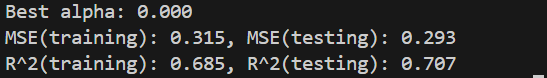 Best alpha: 0.000
MSE(training): 0.315, MSE(testing): 0.293
R^2(training): 0.685, R^2(testing): 0.707